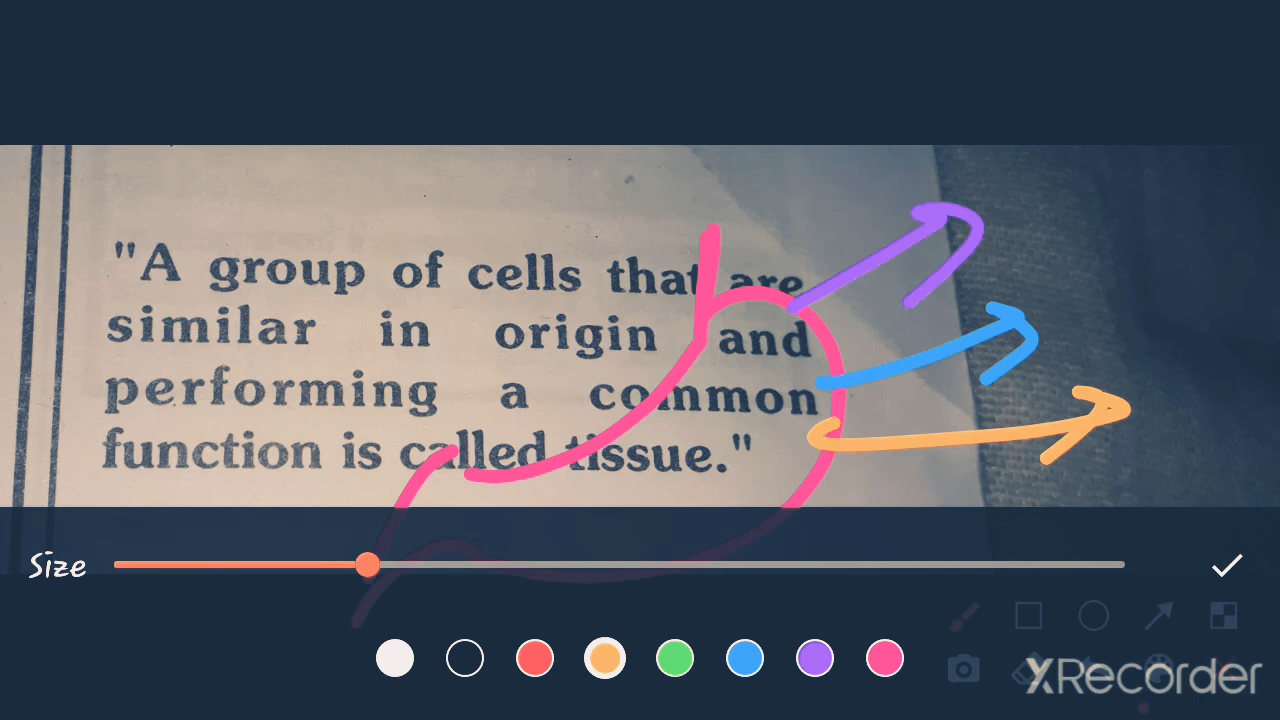 "A group of cells that are
similar in origin and
performing a common
function is called tissue."
Size
XRecorder